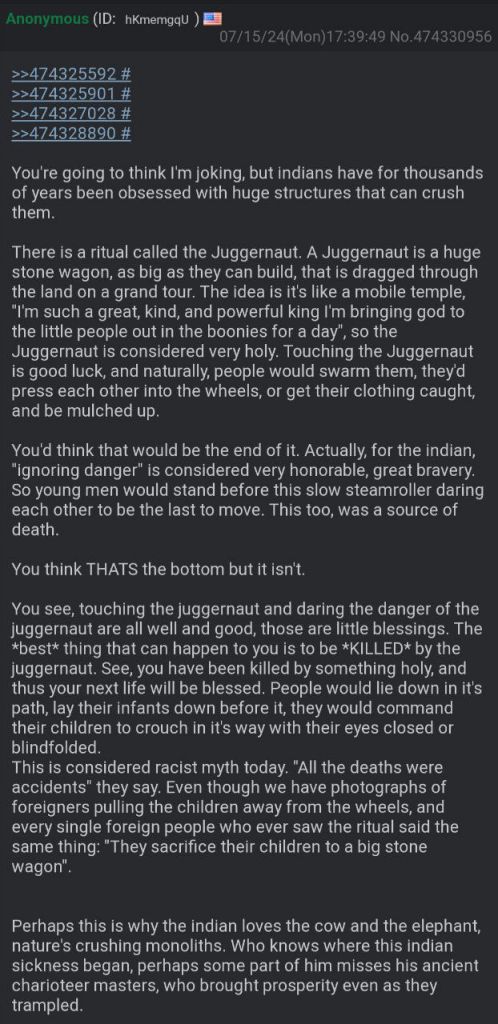 Anonymous (ID: hKmemgqU )
07/15/24(Mon)17:39:49 No.474330956
>>474325592 #
>>474325901 #
>>474327028 #
>>474328890 #
You're going to think I'm joking, but indians have for thousands
of years been obsessed with huge structures that can crush
them.
There is a ritual called the Juggernaut. A Juggernaut is a huge
stone wagon, as big as they can build, that is dragged through
the land on a grand tour. The idea is it's like a mobile temple,
"I'm such a great, kind, and powerful king I'm bringing god to
the little people out in the boonies for a day", so the
Juggernaut is considered very holy. Touching the Juggernaut
is good luck, and naturally, people would swarm them, they'd
press each other into the wheels, or get their clothing caught,
and be mulched up.
You'd think that would be the end of it. Actually, for the indian,
"ignoring danger" is considered very honorable, great bravery.
So young men would stand before this slow steamroller daring
each other to be the last to move. This too, was a source of
death.
You think THATS the bottom but it isn't.
You see, touching the juggernaut and daring the danger of the
juggernaut are all well and good, those are little blessings. The
*best* thing that can happen to you is to be *KILLED* by the
juggernaut. See, you have been killed by something holy, and
thus your next life will be blessed. People would lie down in it's
path, lay their infants down before it, they would command
their children to crouch in it's way with their eyes closed or
blindfolded.
This is considered racist myth today. "All the deaths were
accidents" they say. Even though we have photographs of
foreigners pulling the children away from the wheels, and
every single foreign people who ever saw the ritual said the
same thing: "They sacrifice their children to a big stone
wagon".
Perhaps this is why the indian loves the cow and the elephant,
nature's crushing monoliths. Who knows where this indian
sickness began, perhaps some part of him misses his ancient
charioteer masters, who brought prosperity even as they
trampled.